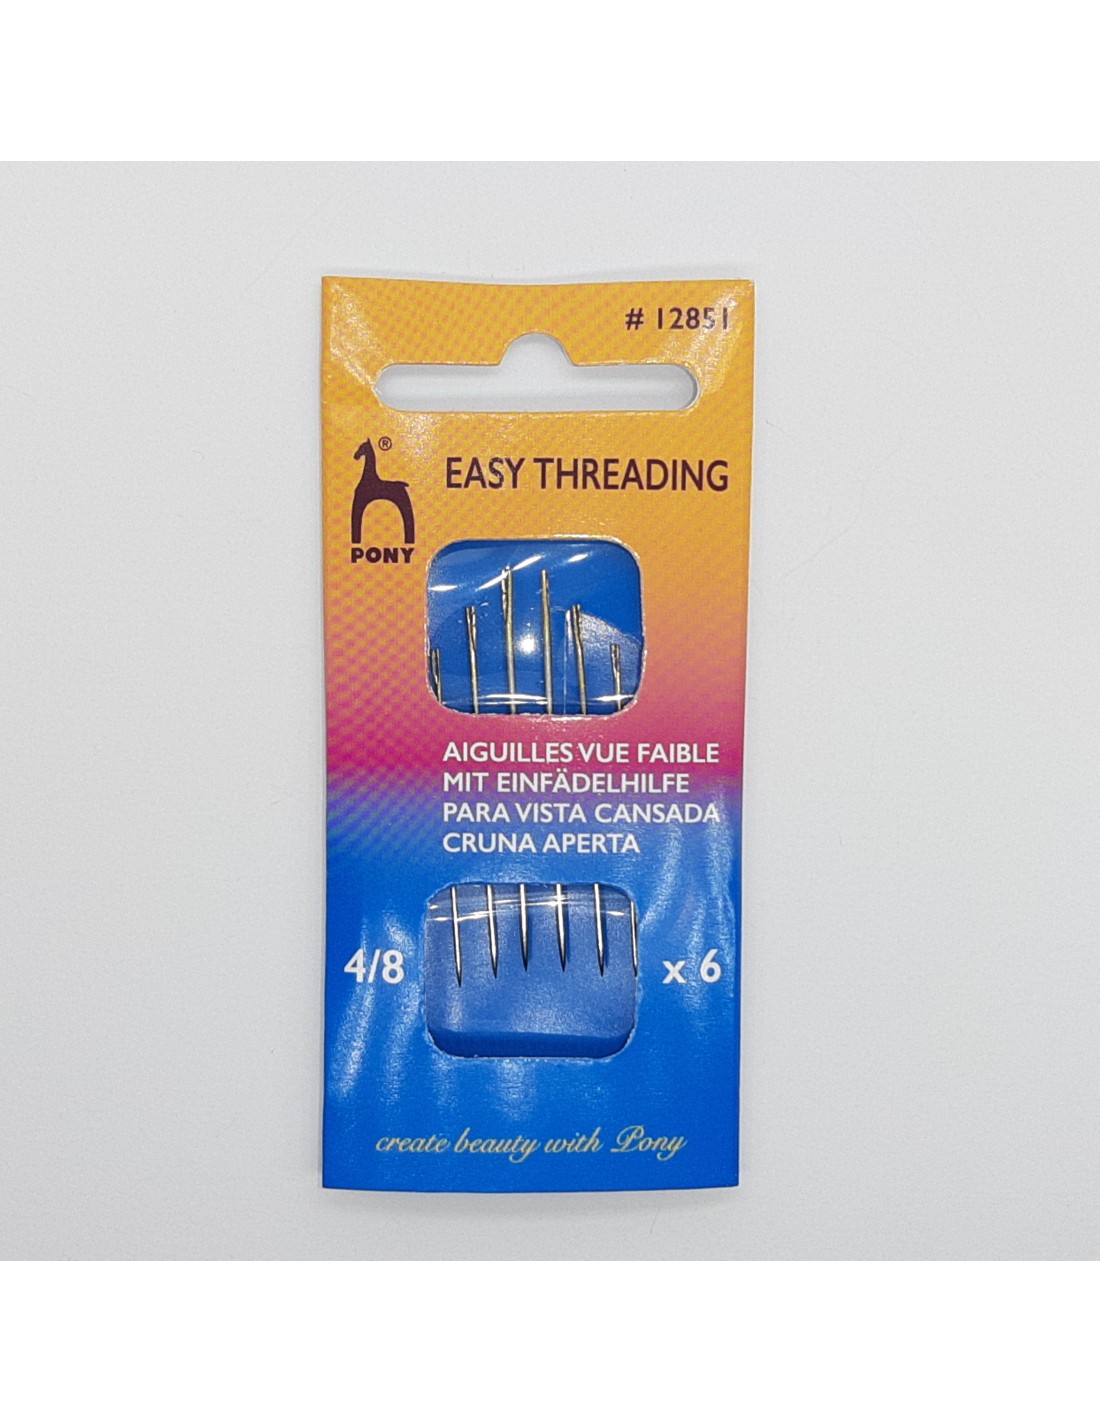 # 12851
®
EASY THREADING
PONY
AIGUILLES VUE FAIBLE
MIT EINFÄDELHILFE
PARA VISTA CANSADA
CRUNA APERTA
4/8
x 6
create beauty with Pony